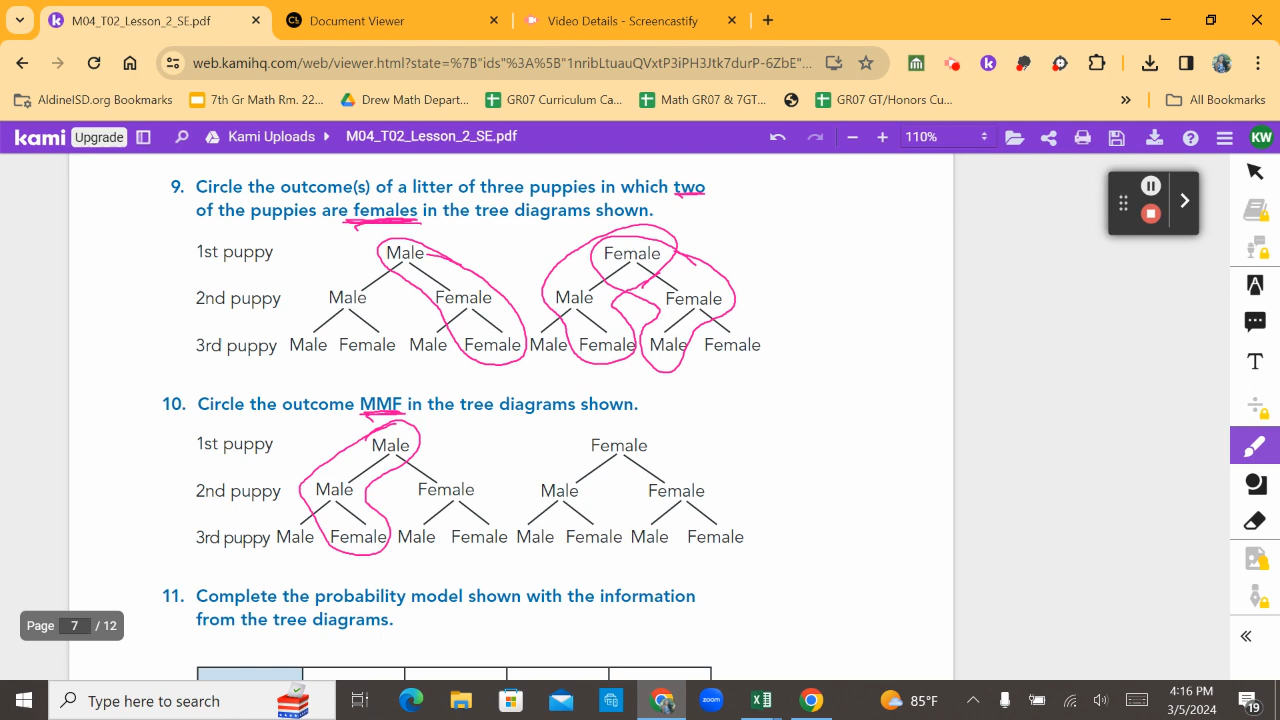 M04_T02_Lesson_2_SE.pdf
Document Viewer
Video Details - Screencastify
web.kamihq.com/web/viewer.html?state=%7B"ids"%3A%5B"1nribLtuauQVxtP3iPH3Jtk7durP-6ZbE"...
AldineISD.org Bookmarks
7th Gr Math Rm. 22...
Drew Math Depart...
GR07 Curriculum Ca...
Math GR07 & 7GT...
GR07 GT/Honors Cu...
»
All Bookmarks
kami Upgrade
Kami Uploads
M04_T02_Lesson_2_SE.pdf
110%
KW
9. Circle the outcome(s) of a litter of three puppies in which two
of the puppies are females in the tree diagrams shown.
1st puppy Male Female
2nd puppy Male Female Male Female
3rd puppy Male Female Male Female Male Female Male Female
10. Circle the outcome MMF in the tree diagrams shown.
1st puppy Male Female
2nd puppy Male Female Male Female
3rd puppy Male Female Male Female Male Female Male Female
11. Complete the probability model shown with the information
from the tree diagrams.
Page 7 / 12
Type here to search
zoom
85°F
4:16 PM
3/5/2024
19